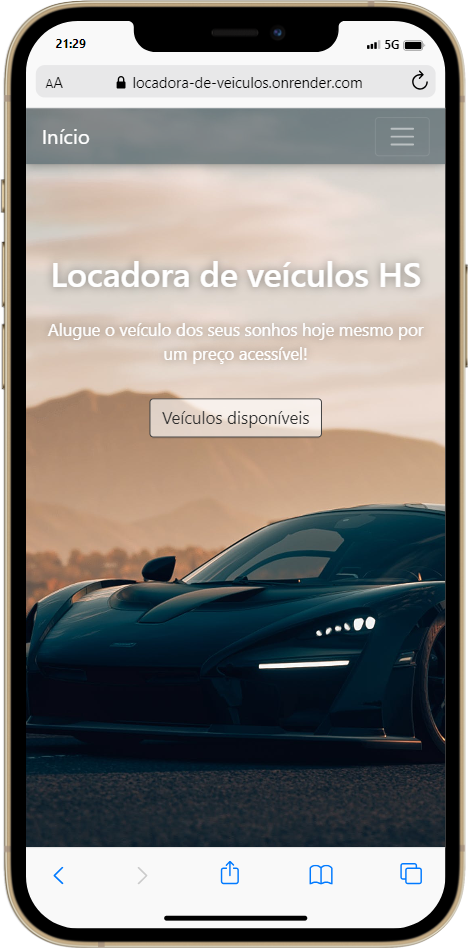 21:29
5G
AA
locadora-de-veiculos.onrender.com
Início
Locadora de veículos HS
Alugue o veículo dos seus sonhos hoje mesmo por
um preço acessível!
Veículos disponíveis